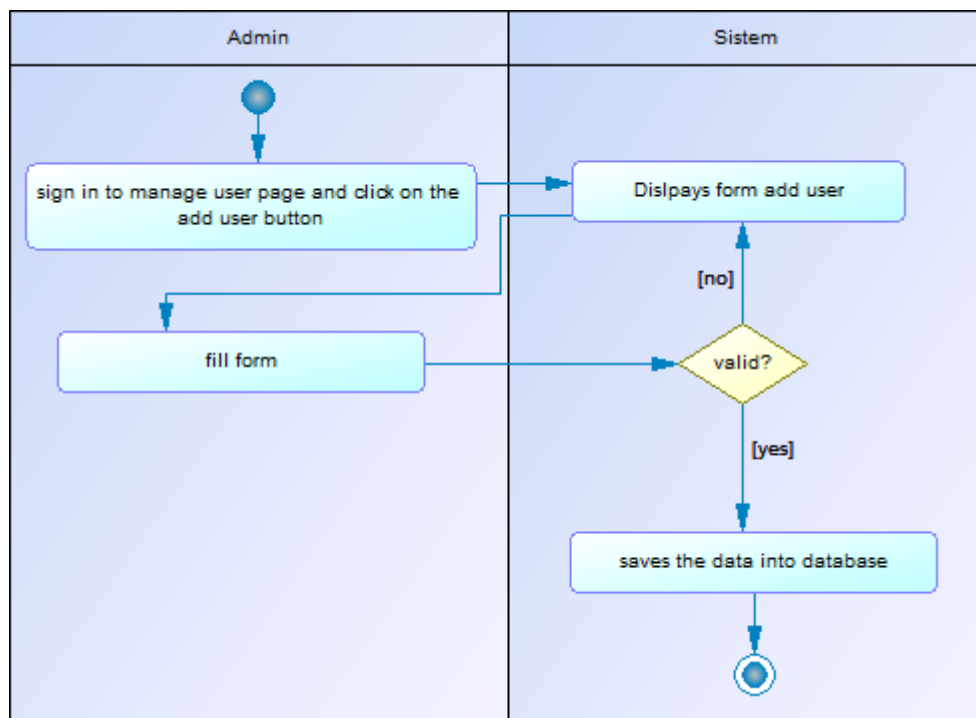 Admin
Sistem
sign in to manage user page and click on the
add user button
Dislpays form add user
[no]
fill form
valid?
[yes]
saves the data into database